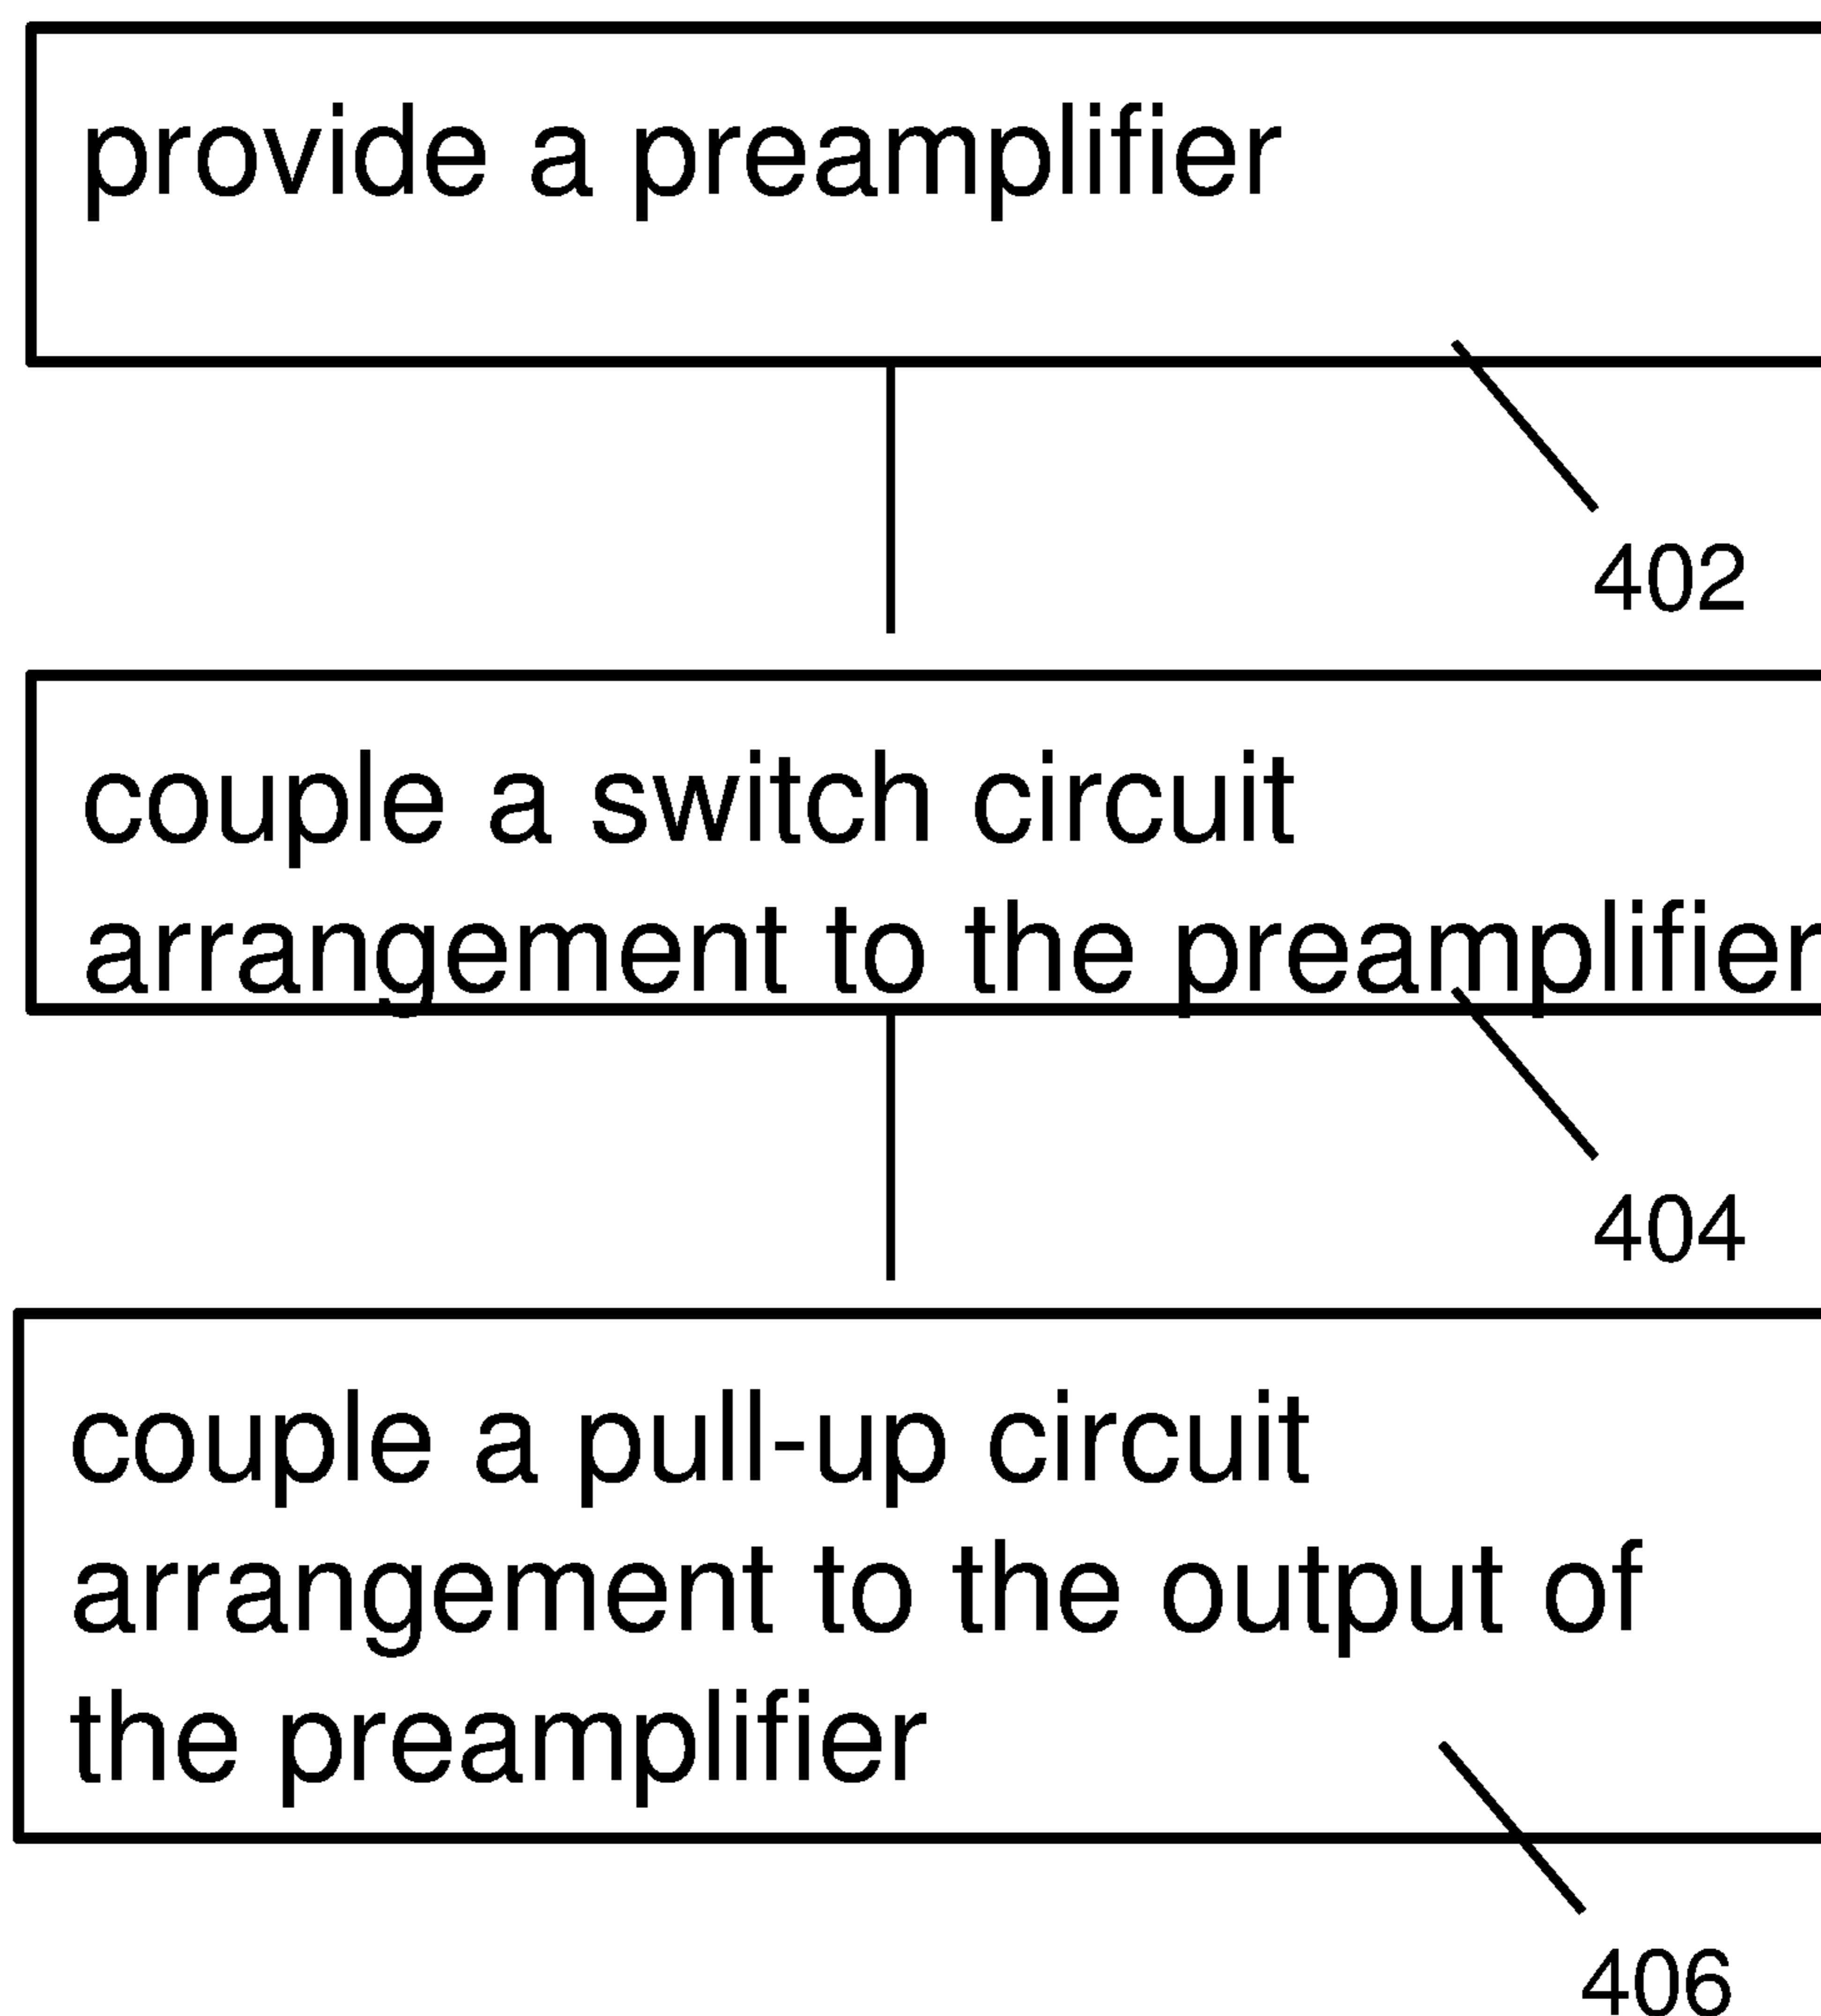 provide a preamplifier
402
couple a switch circuit
arrangement to the preamplifier
404
couple a pull-up circuit
arrangement to the output of
the preamplifier
406